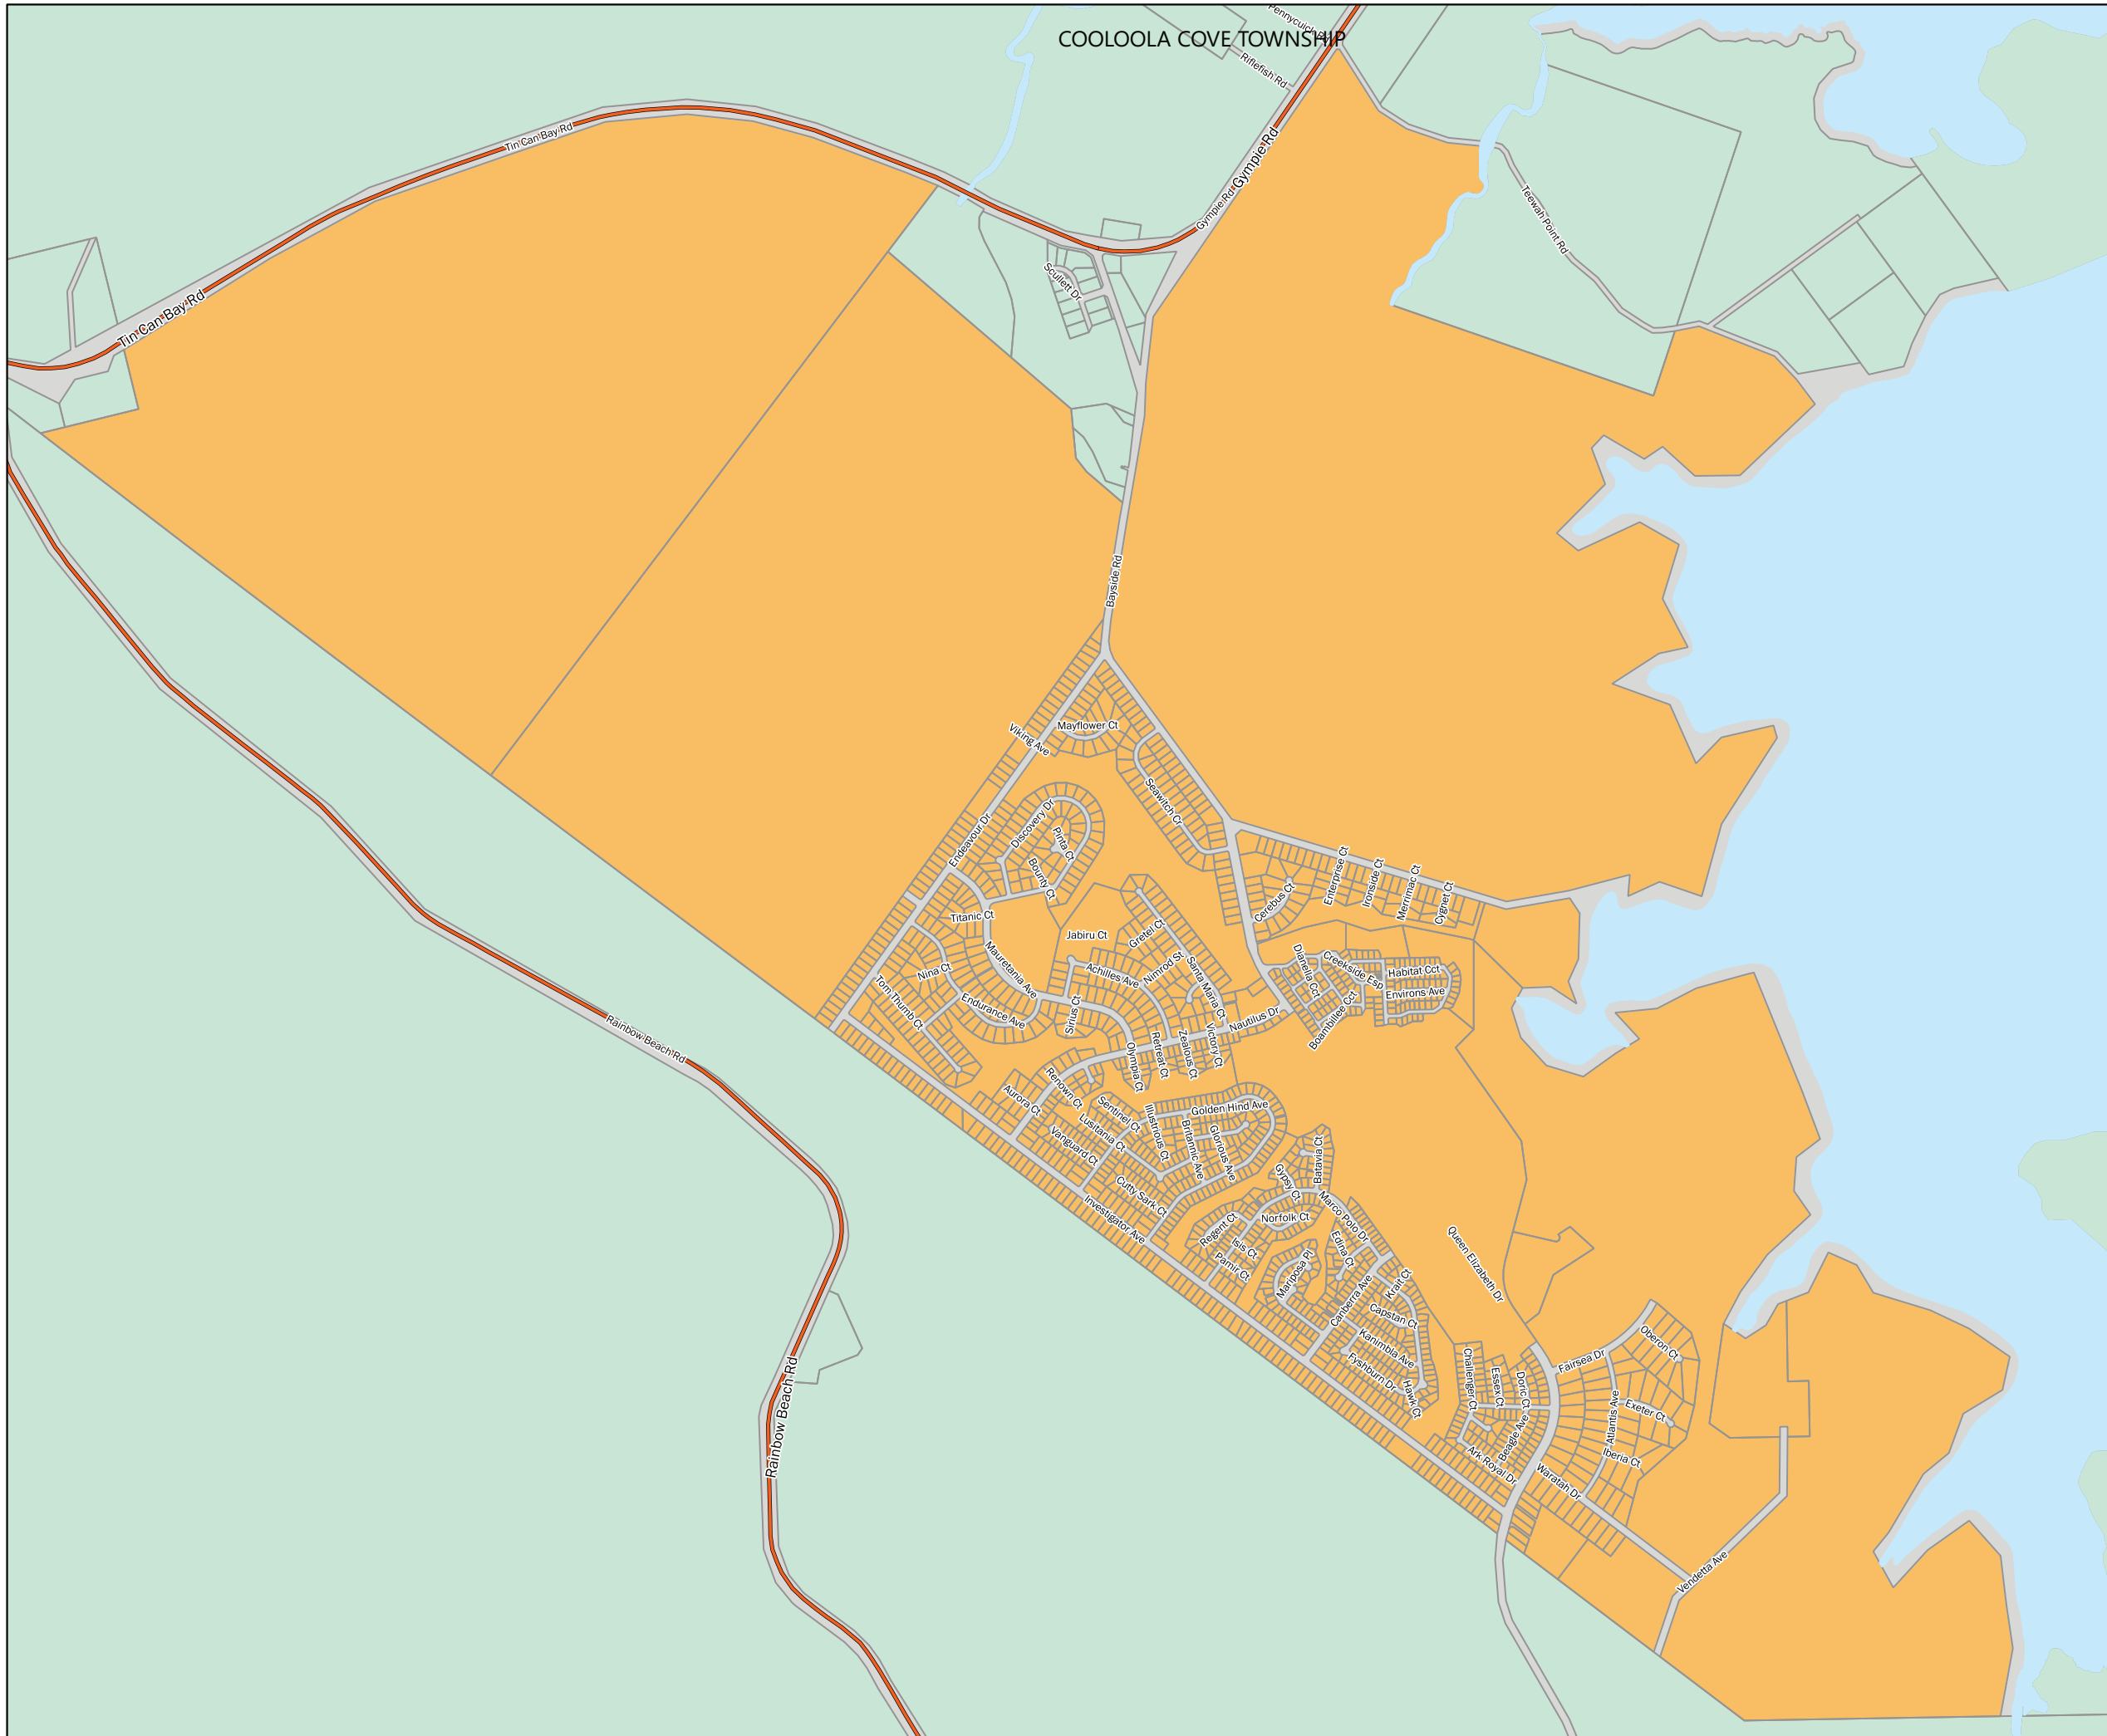 Pennycuick
COOLOOLA COVE TOWNSHIP
Riflefish Rd
Tin Can Bay Rd
Gympie Rd
Gympie Rd
Teewah Point Rd
Scullett Dr
Tin Can Bay Rd
Bayside Rd
Mayflower Ct
Viking Ave
Seawitch Cr
Discovery Dr
Endeavour Dr
Pinta Ct
Bounty Ct
Enterprise Ct
Ironside Ct
Merrimac Ct
Cygnet Ct
Cerebus Ct
Titanic Ct
Jabiru Ct
Gretel Ct
Mauretania Ave
Nina Ct
Achilles Ave
Nimrod St
Santa Maria Ct
Dianella Cct
Creekside Esp
Habitat Cct
Environs Ave
Tom Thumb Ct
Endurance Ave
Sirius Ct
Nautilus Dr
Boambillee Cct
Rainbow Beach Rd
Olympia Ct
Retreat Ct
Zealous Ct
Victory Ct
Renown Ct
Aurora Ct
Sentinel Ct
Lusitania Ct
Illustrious Ct
Golden Hind Ave
Britannic Ave
Glorious Ave
Vanguard Ct
Batavia Ct
Gypsy Ct
Cutty Sark Ct
Investigator Ave
Marco Polo Dr
Regent Ct
Norfolk Ct
Isis Ct
Pamir Ct
Edina Ct
Mariposa Pl
Queen Elizabeth Dr
Krait Ct
Canberra Ave
Capstan Ct
Kanimbla Ave
Fyshburn Dr
Hawk Ct
Oberon Ct
Fairsea Dr
Challenger Ct
Essex Ct
Doric Ct
Atlantis Ave
Exeter Ct
Rainbow Beach Rd
Beagle Ave
Ark Royal Dr
Iberia Ct
Waratah Dr
Vendetta Ave